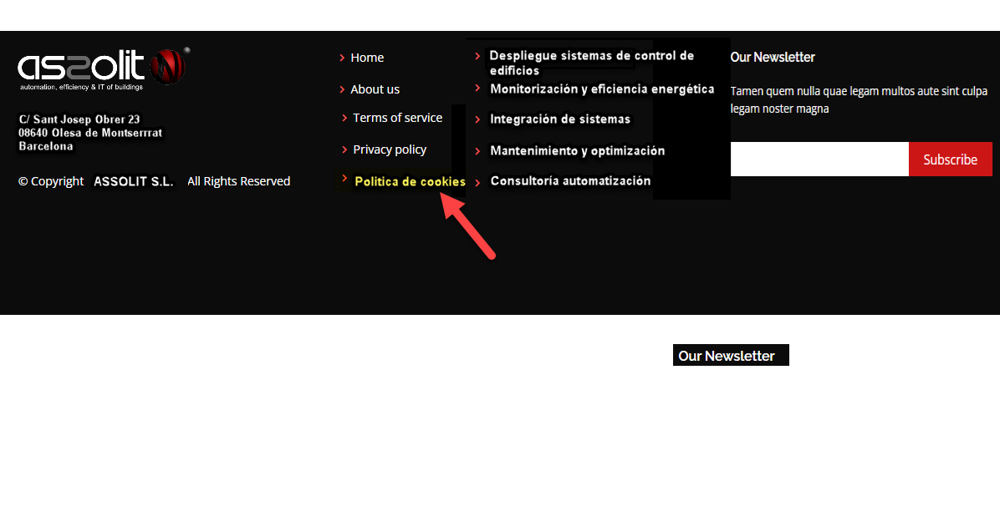 assolit
automation, efficiency & IT of buildings
C/ Sant Josep Obrer 23
08640 Olesa de Montserrrat
Barcelona
© Copyright ASSOLIT S.L. All Rights Reserved
Home
About us
Terms of service
Privacy policy
Politica de cookies
Despliegue sistemas de control de
edificios
Monitorización y eficiencia energética
Integración de sistemas
Mantenimiento y optimización
Consultoría automatización
Our Newsletter
Tamen quem nulla quae legam multos aute sint culpa
legam noster magna
Subscribe
Our Newsletter